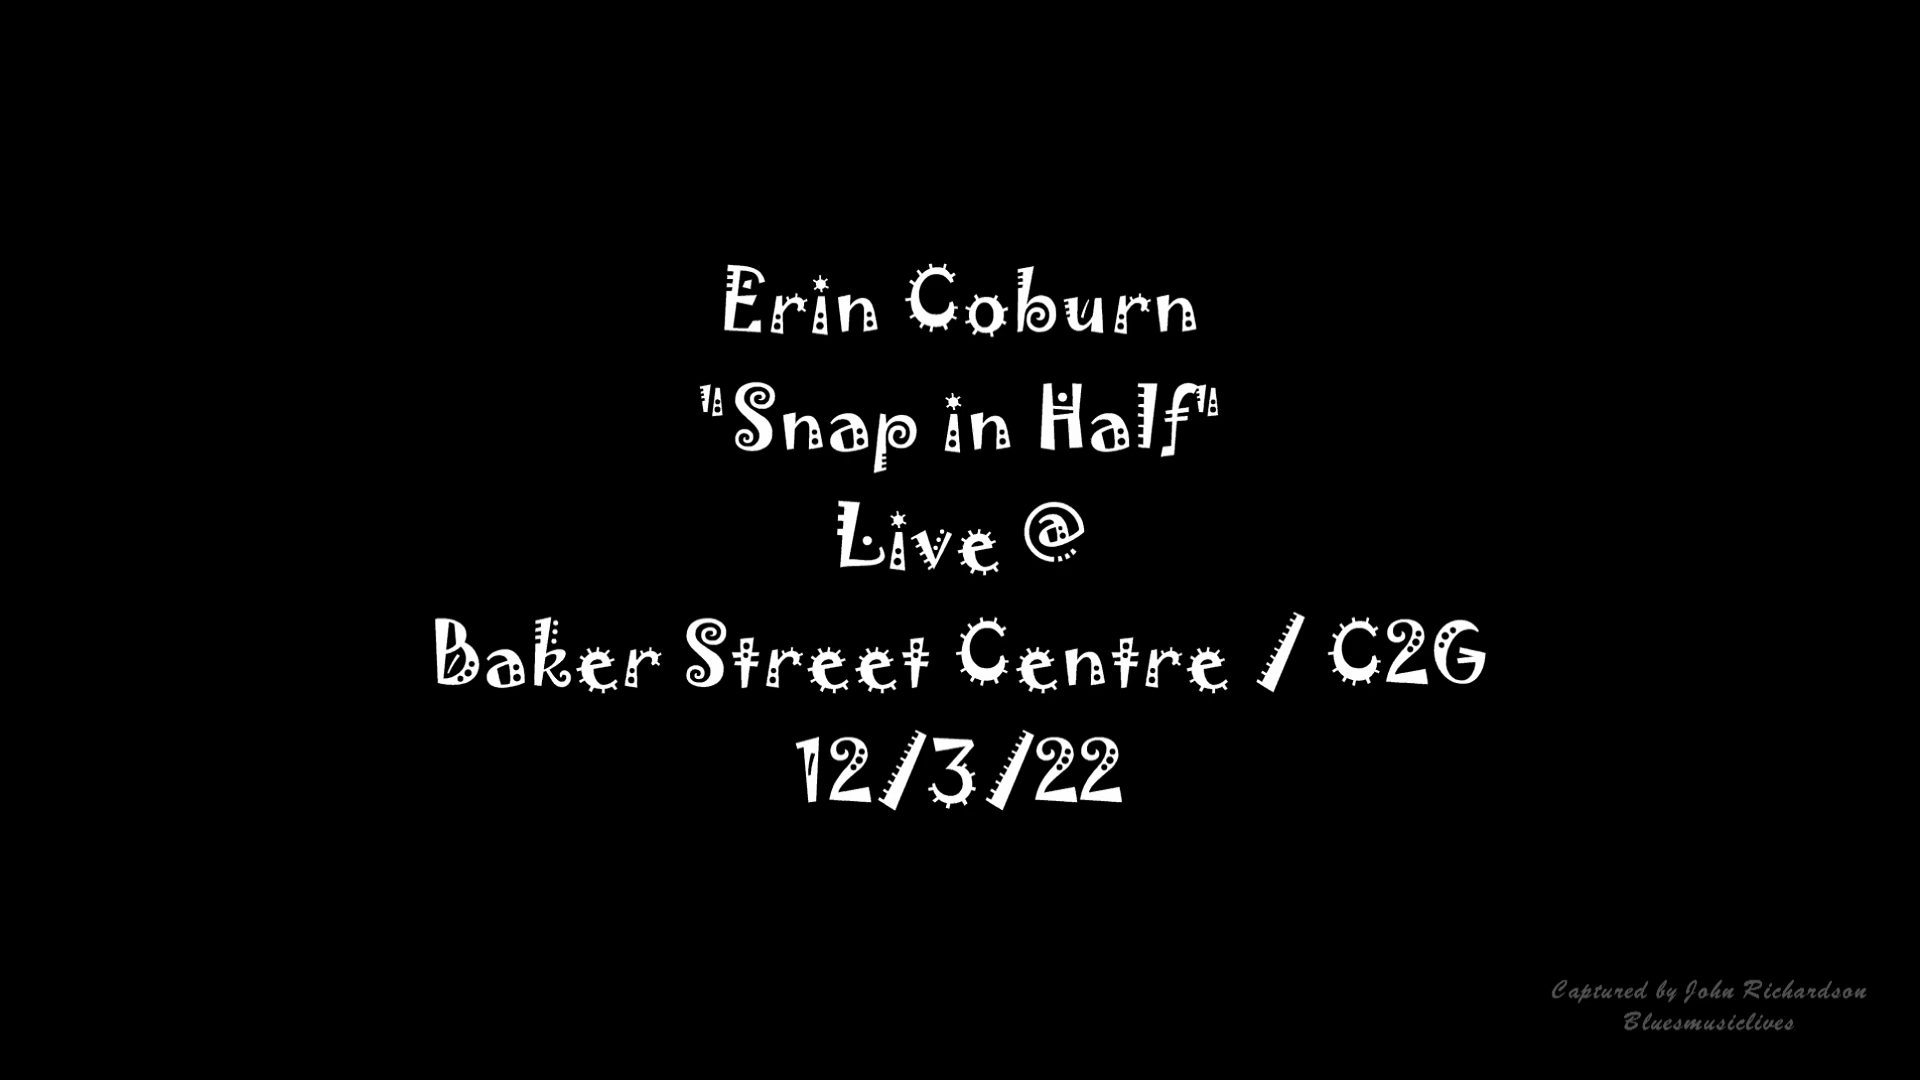 Erin Coburn
"Snap in Half"
Live @
Baker Street Centre / C2G
12/3/22
Captured by John Richardson
Bluesmusiclives